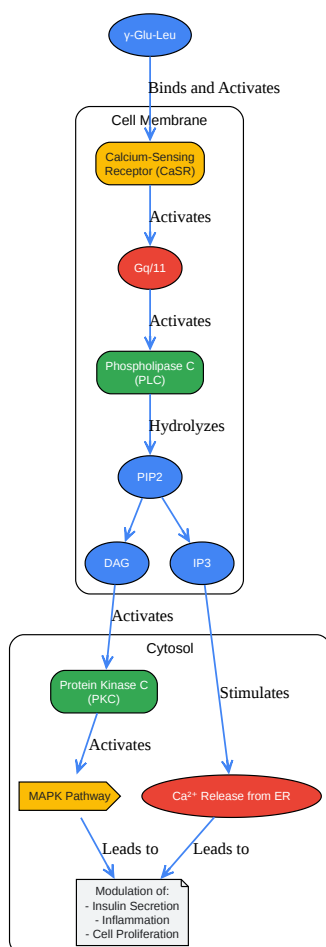 γ-Glu-Leu
Binds and Activates
Cell Membrane
Calcium-Sensing
Receptor (CaSR)
Activates
Gq/11
Activates
Phospholipase C
(PLC)
Hydrolyzes
PIP2
DAG
IP3
Activates
Cytosol
Protein Kinase C
(PKC)
Stimulates
Activates
MAPK Pathway
Ca²⁺ Release from ER
Leads to
Leads to
Modulation of:
- Insulin Secretion
- Inflammation
- Cell Proliferation